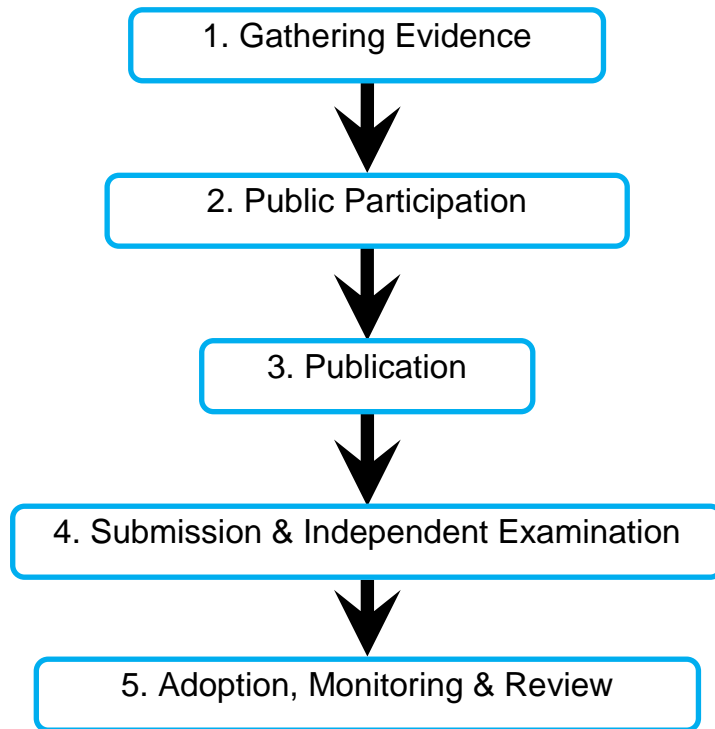 1. Gathering Evidence
2. Public Participation
3. Publication
4. Submission & Independent Examination
5. Adoption, Monitoring & Review